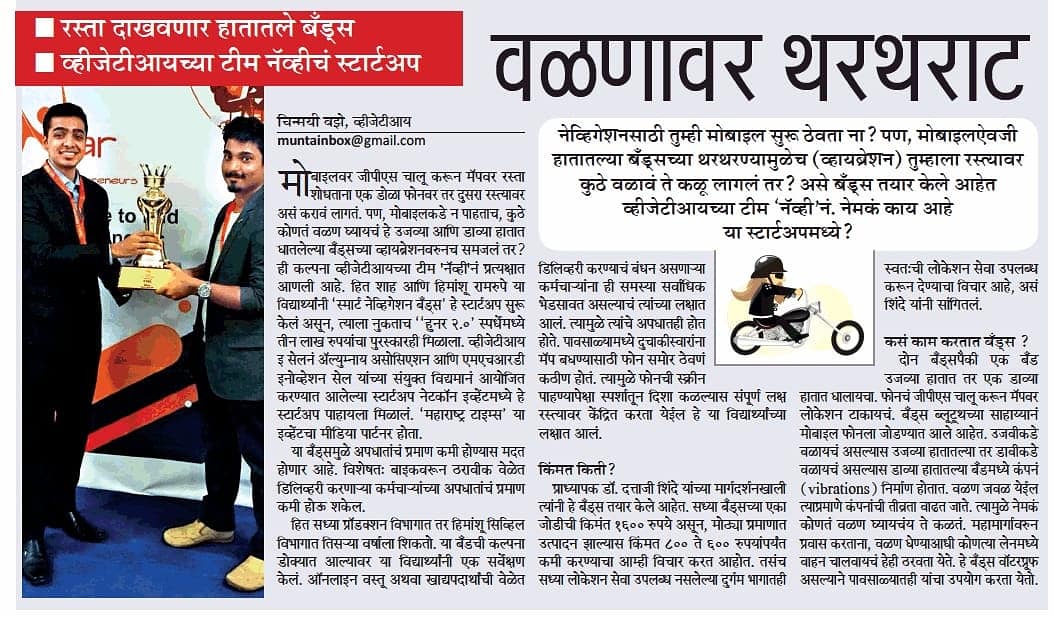 ■ रस्ता दाखवणार हातातले बँड्स
■ व्हीजेटीआयच्या टीम नॅव्हीचं स्टार्टअप
वळणावर थरथराट
चिन्मयी वझे, व्हीजेटीआय
muntainbox@gmail.com
नेव्हिगेशनसाठी तुम्ही मोबाइल सुरू ठेवता ना? पण, मोबाइलऐवजी
हातातल्या बँड्सच्या थरथरण्यामुळेच (व्हायब्रेशन) तुम्हाला रस्त्यावर
कुठे वळावं ते कळू लागलं तर? असे बँड्स तयार केले आहेत
व्हीजेटीआयच्या टीम ‘नॅव्ही’नं. नेमकं काय आहे
या स्टार्टअपमध्ये?
मोबाइलवर जीपीएस चालू करून मॅपवर रस्ता
शोधताना एक डोळा फोनवर तर दुसरा रस्त्यावर
असं करावं लागतं. पण, मोबाइलकडे न पाहताच, कुठे
कोणतं वळण घ्यायचं हे उजव्या आणि डाव्या हातात
घातलेल्या बँड्सच्या व्हायब्रेशनवरुनच समजलं तर?
ही कल्पना व्हीजेटीआयच्या टीम 'नॅव्ही'नं प्रत्यक्षात
आणली आहे. हित शाह आणि हिमांशू रामरुपे या
विद्यार्थ्यांनी ‘स्मार्ट नेव्हिगेशन बँड्स’ हे स्टार्टअप सुरू
केलं असून, त्याला नुकताच ‘‘हुनर २.०’ स्पर्धेमध्ये
तीन लाख रुपयांचा पुरस्कारही मिळाला. व्हीजेटीआय
इ सेलनं अ‍ॅल्युम्नाय असोसिएशन आणि एमएचआरडी
इनोव्हेशन सेल यांच्या संयुक्त विद्यमानं आयोजित
करण्यात आलेल्या स्टार्टअप नेटकॉन इव्हेंटमध्ये हे
स्टार्टअप पाहायला मिळालं. ‘महाराष्ट्र टाइम्स’ या
इव्हेंटचा मीडिया पार्टनर होता.
या बँड्समुळे अपघातांचं प्रमाण कमी होण्यास मदत
होणार आहे. विशेषतः बाइकवरून ठरावीक वेळेत
डिलिव्हरी करणाऱ्या कर्मचाऱ्यांच्या अपघातांचं प्रमाण
कमी होऊ शकेल.
हित सध्या प्रॉडक्शन विभागात तर हिमांशू सिव्हिल
विभागात तिसऱ्या वर्षाला शिकतो. या बँडची कल्पना
डोक्यात आल्यावर या विद्यार्थ्यांनी एक सर्वेक्षण
केलं. ऑनलाइन वस्तू अथवा खाद्यपदार्थांची वेळेत
डिलिव्हरी करण्याचं बंधन असणाऱ्या
कर्मचाऱ्यांना ही समस्या सर्वाधिक
भेडसावत असल्याचं त्यांच्या लक्षात
आलं. त्यामुळे त्यांचे अपघातही होत
होते. पावसाळ्यामध्ये दुचाकीस्वारांना
मॅप बघण्यासाठी फोन समोर ठेवणं
कठीण होतं. त्यामुळे फोनची स्क्रीन
पाहण्यापेक्षा स्पर्शातून दिशा कळल्यास संपूर्ण लक्ष
रस्त्यावर केंद्रित करता येईल हे या विद्यार्थ्यांच्या
लक्षात आलं.
किंमत किती?
प्राध्यापक डॉ. दत्ताजी शिंदे यांच्या मार्गदर्शनखाली
त्यांनी हे बँड्स तयार केले आहेत. सध्या बँड्सच्या एका
जोडीची किंमत १६०० रुपये असून, मोठ्या प्रमाणात
उत्पादन झाल्यास किंमत ८०० ते ९०० रुपयांपर्यंत
कमी करण्याचा आम्ही विचार करत आहोत. तसंच
सध्या लोकेशन सेवा उपलब्ध नसलेल्या दुर्गम भागातही
स्वतःची लोकेशन सेवा उपलब्ध
करून देण्याचा विचार आहे, असं
शिंदे यांनी सांगितलं.
कसं काम करतात बँड्स ?
दोन बँड्सपैकी एक बँड
उजव्या हातात तर एक डाव्या
हातात घालायचा. फोनचं जीपीएस चालू करून मॅपवर
लोकेशन टाकायचं. बँड्स ब्लूटूथच्या साहाय्यानं
मोबाइल फोनला जोडण्यात आले आहेत. उजवीकडे
वळायचं असल्यास उजव्या हातातल्या तर डावीकडे
वळायचं असल्यास डाव्या हातातल्या बँडमध्ये कंपनं
(vibrations) निर्माण होतात. वळण जवळ येईल
त्याप्रमाणे कंपनांची तीव्रता वाढत जाते. त्यामुळे नेमकं
कोणतं वळण घ्यायचंय ते कळतं. महामार्गावरुन
प्रवास करताना, वळण घेण्याआधी कोणत्या लेनमध्ये
वाहन चालवायचं हेही ठरवता येते. हे बँड्स वॉटरप्रूफ
असल्याने पावसाळ्यातही यांचा उपयोग करता येतो.